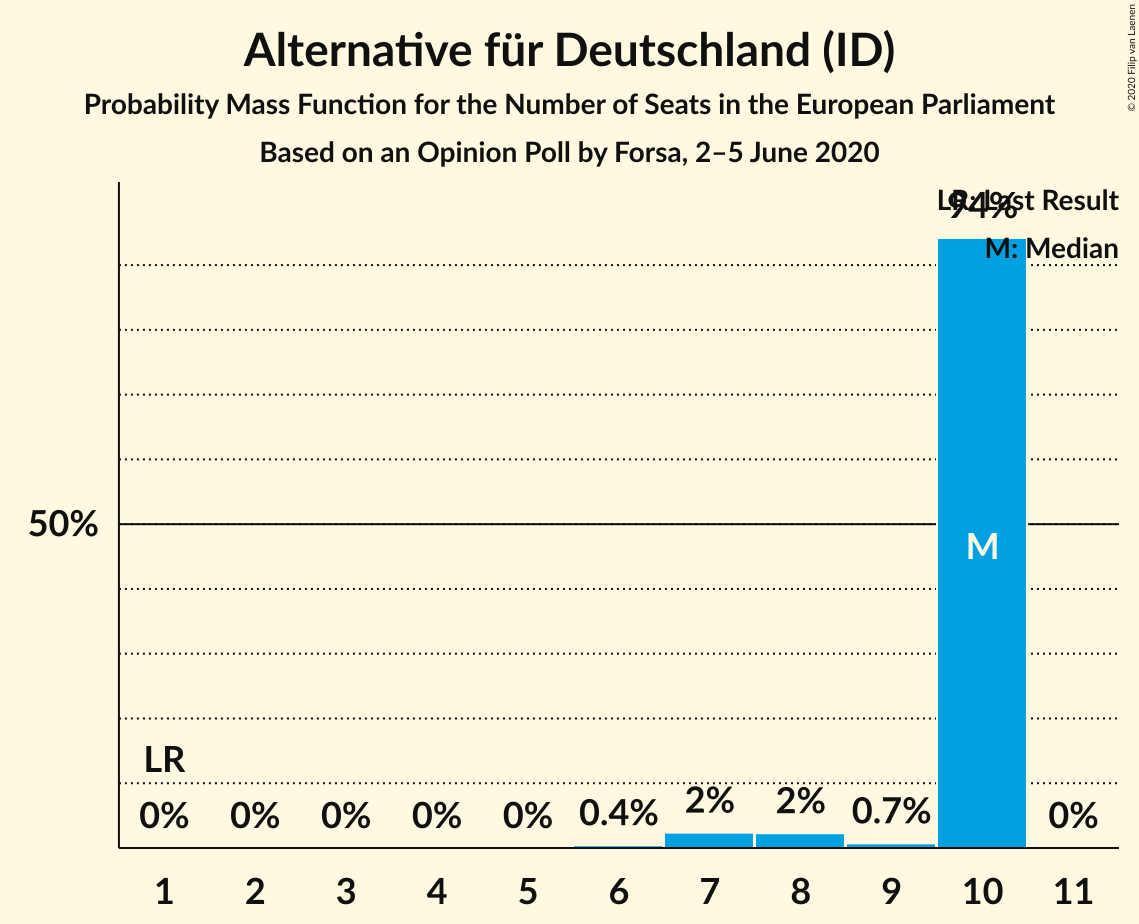 Alternative für Deutschland (ID)
Probability Mass Function for the Number of Seats in the European Parliament
Based on an Opinion Poll by Forsa, 2–5 June 2020
© 2020 Filip van Laenen
LR: Last Result
94%
M: Median
50%
M
LR
0% 0% 0% 0% 0% 0.4% 2% 2% 0.7% 0%
1 2 3 4 5 6 7 8 9 10 11